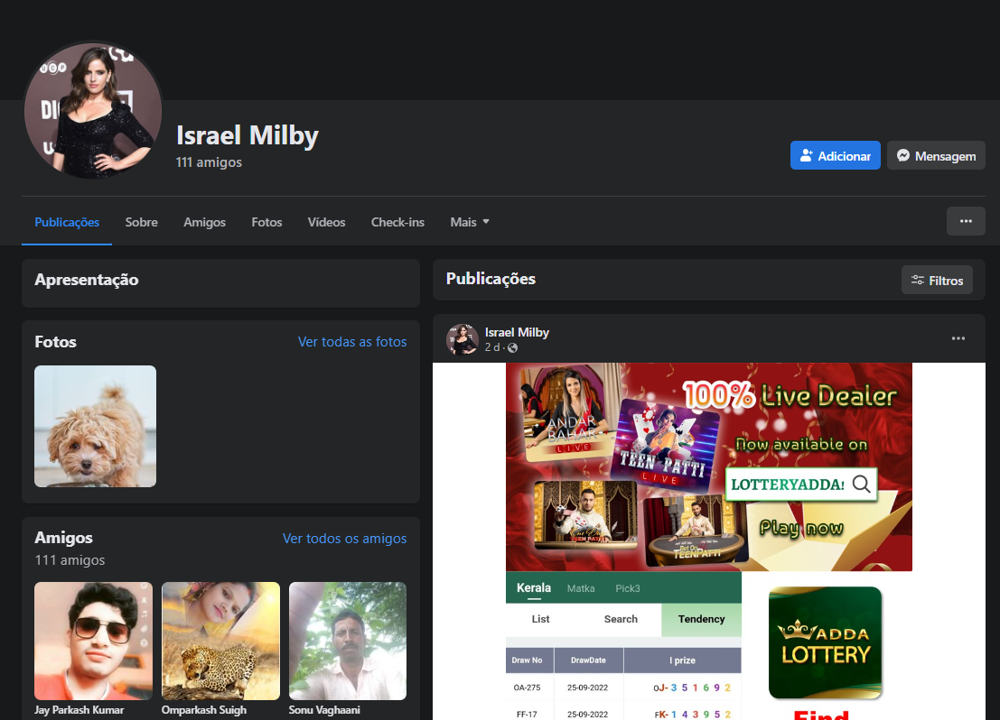 Israel Milby
111 amigos
Adicionar
Mensagem
Publicações
Sobre
Amigos
Fotos
Vídeos
Check-ins
Mais
Apresentação
Fotos
Ver todas as fotos
Amigos
Ver todos os amigos
111 amigos
Jay Parkash Kumar
Omparkash Suigh
Sonu Vaghaani
Publicações
Filtros
Israel Milby
2 d ·
100% Live Dealer
ANDAR
BAHAR
LIVE
TEEN PATTI
LIVE
Now available on
LOTTERYADDA!
TEEN PATTI
Bet On
TEENPATTI
Play now
Kerala Matka Pick3
List Search Tendency
Draw No DrawDate I prize
OA-275 25-09-2022 OJ- 3 5 1 6 9 2
FF-17 25-09-2022 FK- 1 4 3 9 5 2
ADDA
LOTTERY
Find